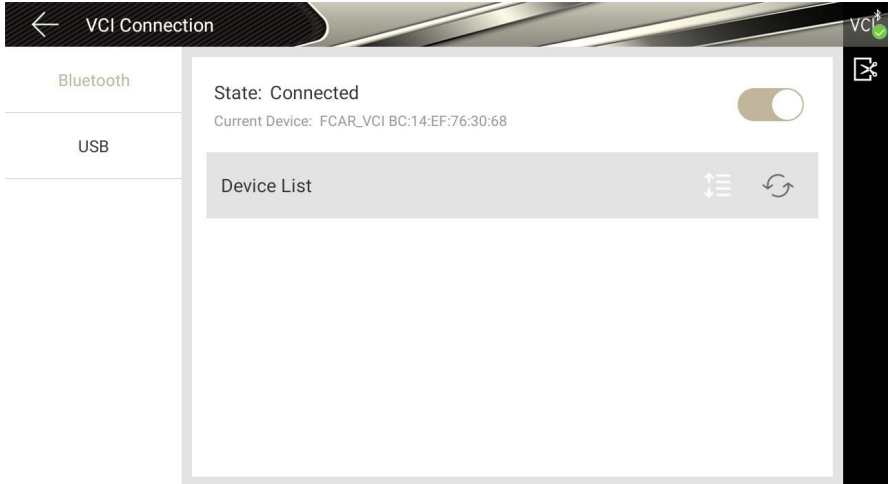 VCI Connection
VCI
Bluetooth
USB
State: Connected
Current Device: FCAR_VCI BC:14:EF:76:30:68
Device List